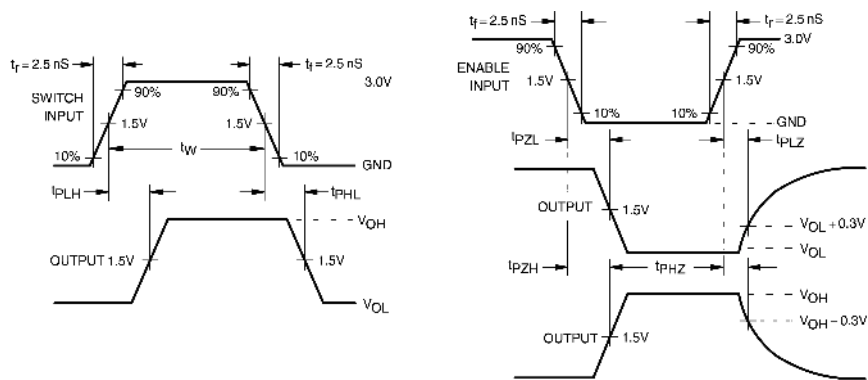 tr = 2.5 nS
tf = 2.5 nS
3.0V
SWITCH
INPUT
90%
90%
1.5V
1.5V
10%
10%
tW
GND
tPLH
tPHL
VOH
OUTPUT
1.5V
1.5V
VOL
tf = 2.5 nS
tr = 2.5 nS
3.0V
90%
90%
ENABLE
INPUT
1.5V
1.5V
10%
10%
GND
tPZL
tPLZ
OUTPUT
1.5V
VOL + 0.3V
VOL
tPZH
tPHZ
VOH
VOH – 0.3V
OUTPUT
1.5V